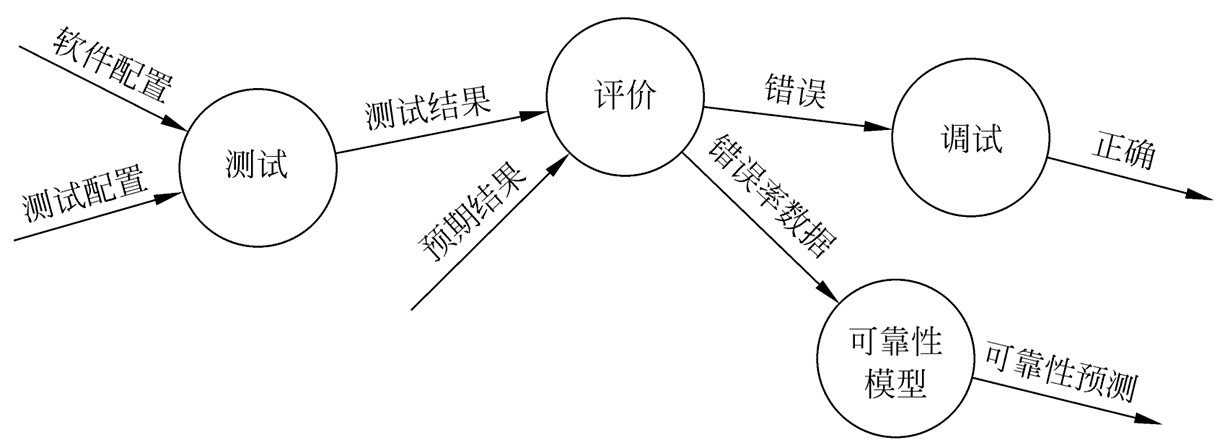 软件配置
测试配置
测试
测试结果
预期结果
评价
错误
错误率数据
调试
正确
可靠性
模型
可靠性预测